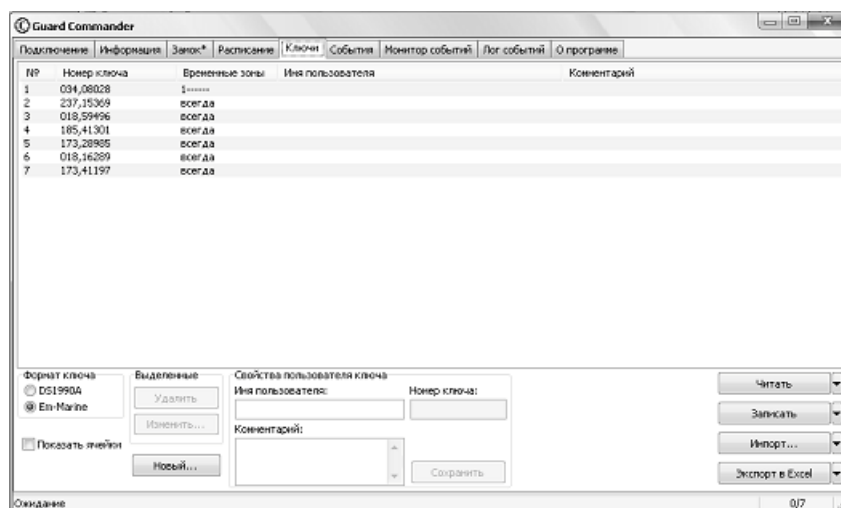 Guard Commander
Подключение Информация Замок* Расписание Ключи События Монитор событий Лог событий О програме
№ Номер ключа Временные зоны Имя пользователя Комментарий
1 034,08028 1------
2 237,15369 всегда
3 018,59496 всегда
4 185,41301 всегда
5 173,28985 всегда
6 018,16289 всегда
7 173,41197 всегда
Формат ключа Выделенные Свойства пользователя ключа
DS1990A Удалить Имя пользователя: Номер ключа: Читать
Em-Marine Изменить... Записать
Комментарий:
Показать ячейки Импорт...
Новый... Сохранить Экспорт в Excel
Ожидание 0/7